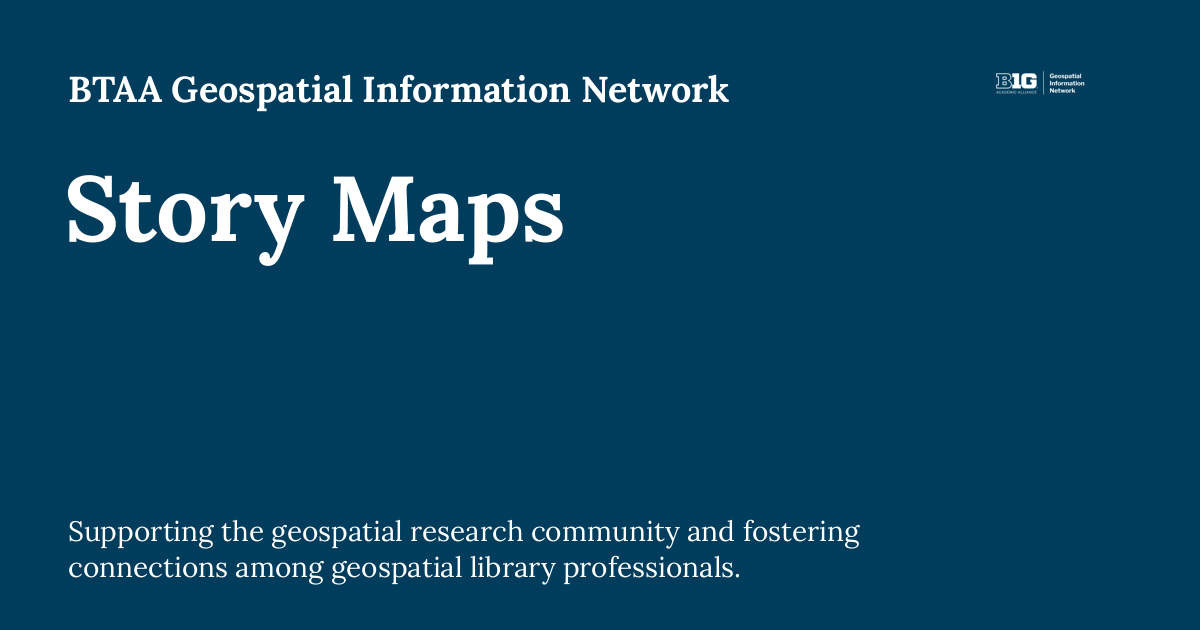 BTAA Geospatial Information Network
B1G
ACADEMIC ALLIANCE
Geospatial
Information
Network
Story Maps
Supporting the geospatial research community and fostering
connections among geospatial library professionals.